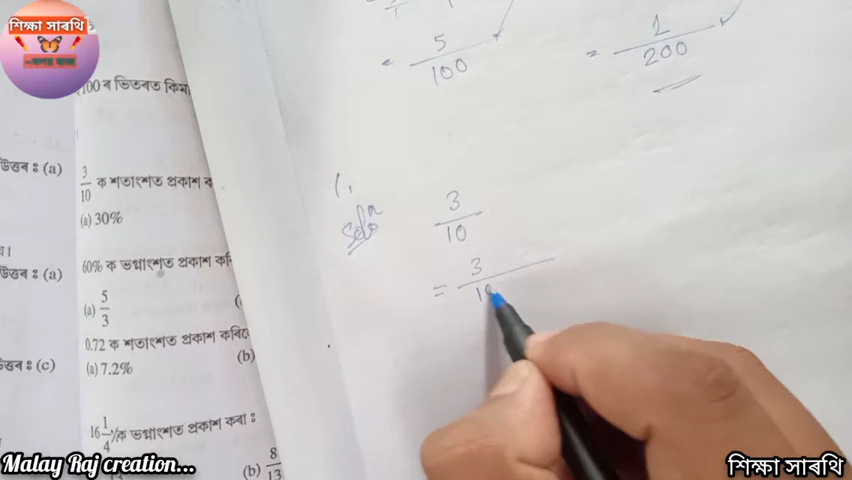 শিক্ষা সাৰথি
100 ৰ ভিতৰত কিমা
উত্তৰ : (a)
3/10 ক শতাংশত প্ৰকাশ ক
(a) 30%
উত্তৰ : (a)
60% ক ভগ্নাংশত প্ৰকাশ কৰি
(a) 5/3
0.72 ক শতাংশত প্ৰকাশ কৰিবে
উত্তৰ : (c)
(a) 7.2%
(b)
16 1/4 %ক ভগ্নাংশত প্ৰকাশ কৰা :
(b) 8/13
= 5/100
= 1/200
1.
Solⁿ
3/10
= 3/10
Malay Raj creation...
শিক্ষা সাৰথি